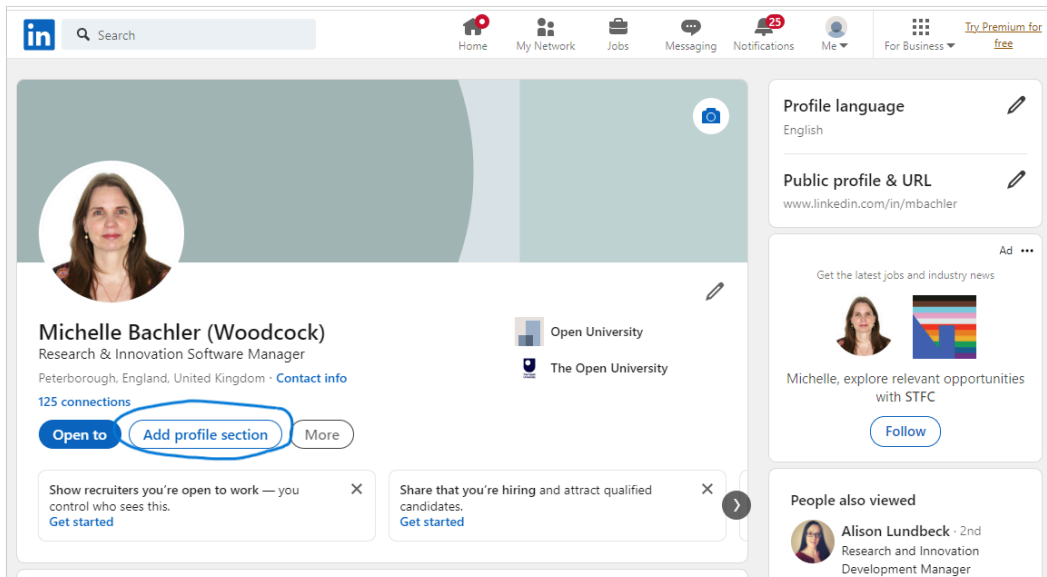 in
Search
Home
My Network
Jobs
Messaging
25
Notifications
Me
For Business
Try Premium for
free
Michelle Bachler (Woodcock)
Research & Innovation Software Manager
Peterborough, England, United Kingdom · Contact info
125 connections
Open to
Add profile section
More
Open University
The Open University
Show recruiters you're open to work — you
control who sees this.
Get started
Share that you're hiring and attract qualified
candidates.
Get started
Profile language
English
Public profile & URL
www.linkedin.com/in/mbachler
Ad
Get the latest jobs and industry news
Michelle, explore relevant opportunities
with STFC
Follow
People also viewed
Alison Lundbeck · 2nd
Research and Innovation
Development Manager